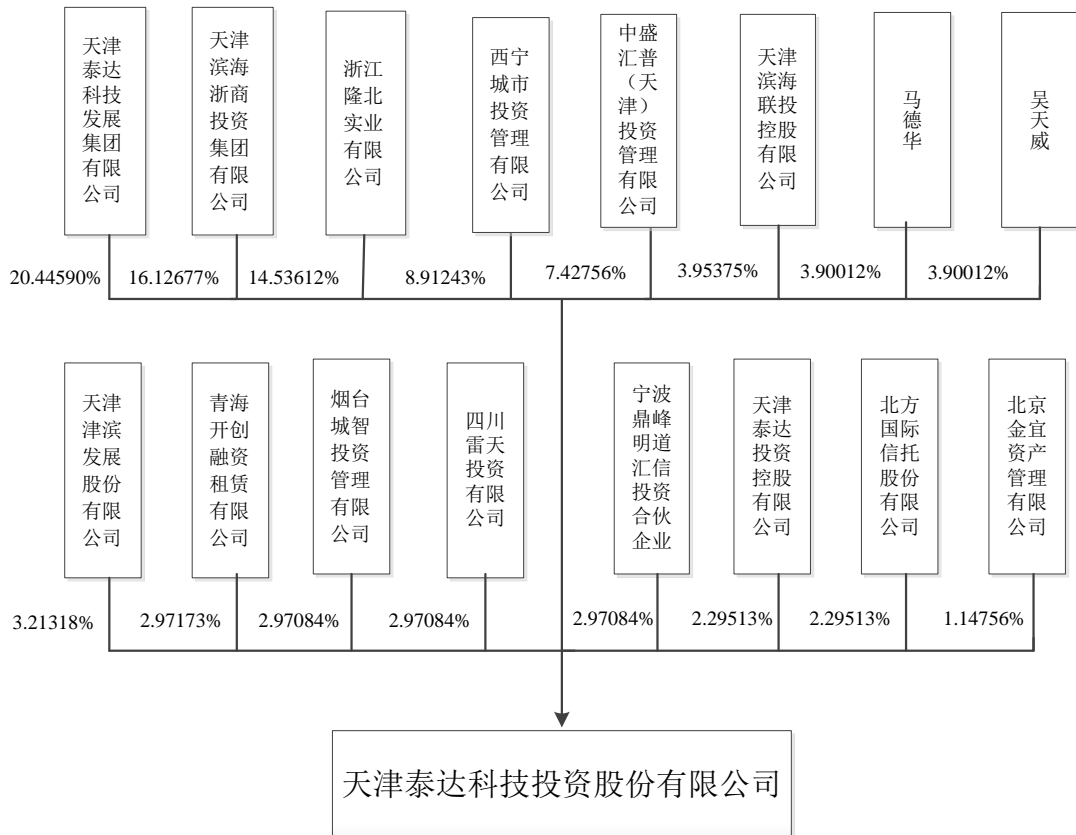 天津
泰达
科技
发展
集团
有限
公司
天津
滨海
浙商
投资
集团
有限
公司
浙江
隆北
实业
有限
公司
西宁
城市
投资
管理
有限
公司
中盛
汇普
（天
津）
投资
管理
有限
公司
天津
滨海
联投
控股
有限
公司
马
德
华
吴
天
威
20.44590%
16.12677%
14.53612%
8.91243%
7.42756%
3.95375%
3.90012%
3.90012%
天津
津滨
发展
股份
有限
公司
青海
开创
融资
租赁
有限
公司
烟台
城智
投资
管理
有限
公司
四川
雷天
投资
有限
公司
宁波
鼎峰
明道
汇信
投资
合伙
企业
天津
泰达
投资
控股
有限
公司
北方
国际
信托
股份
有限
公司
北京
金宜
资产
管理
有限
公司
3.21318%
2.97173%
2.97084%
2.97084%
2.97084%
2.29513%
2.29513%
1.14756%
天津泰达科技投资股份有限公司